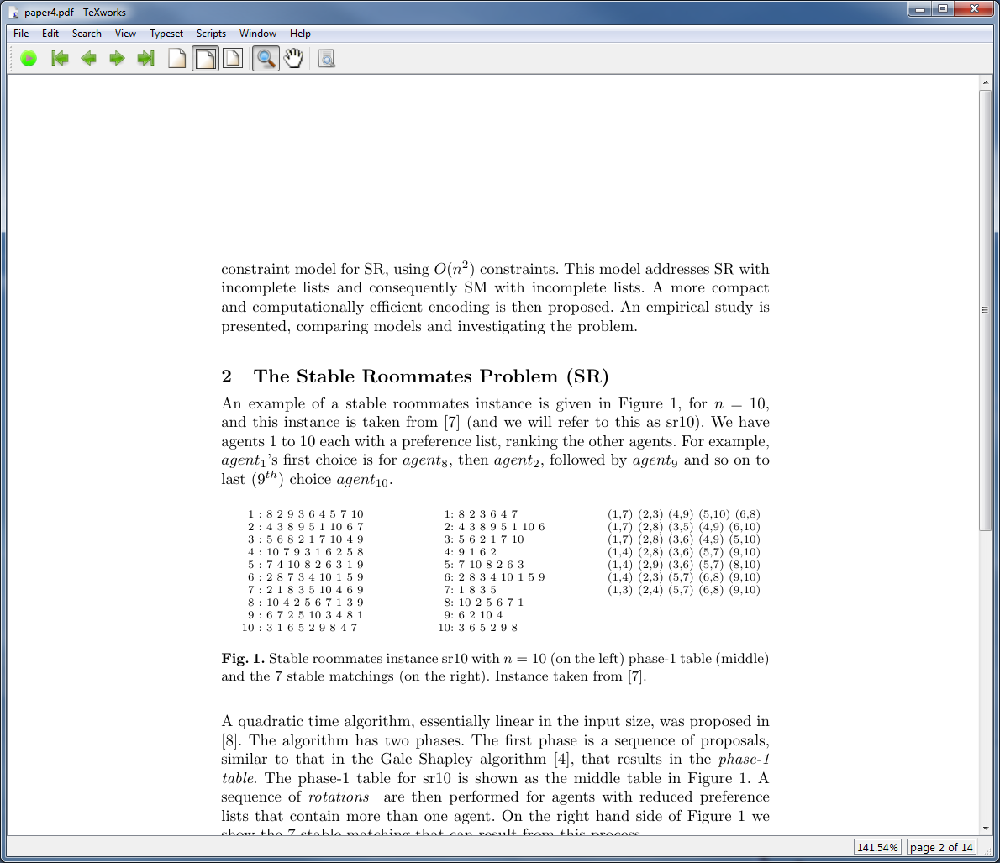 paper4.pdf - TeXworks
File Edit Search View Typeset Scripts Window Help
constraint model for SR, using O(n²) constraints. This model addresses SR with
incomplete lists and consequently SM with incomplete lists. A more compact
and computationally efficient encoding is then proposed. An empirical study is
presented, comparing models and investigating the problem.
2 The Stable Roommates Problem (SR)
An example of a stable roommates instance is given in Figure 1, for n = 10,
and this instance is taken from [7] (and we will refer to this as sr10). We have
agents 1 to 10 each with a preference list, ranking the other agents. For example,
agent₁'s first choice is for agent₈, then agent₂, followed by agent₉ and so on to
last (9ᵗʰ) choice agent₁₀.
1 : 8 2 9 3 6 4 5 7 10
2 : 4 3 8 9 5 1 10 6 7
3 : 5 6 8 2 1 7 10 4 9
4 : 10 7 9 3 1 6 2 5 8
5 : 7 4 10 8 2 6 3 1 9
6 : 2 8 7 3 4 10 1 5 9
7 : 2 1 8 3 5 10 4 6 9
8 : 10 4 2 5 6 7 1 3 9
9 : 6 7 2 5 10 3 4 8 1
10 : 3 1 6 5 2 9 8 4 7
1: 8 2 3 6 4 7
2: 4 3 8 9 5 1 10 6
3: 5 6 2 1 7 10
4: 9 1 6 2
5: 7 10 8 2 6 3
6: 2 8 3 4 10 1 5 9
7: 1 8 3 5
8: 10 2 5 6 7 1
9: 6 2 10 4
10: 3 6 5 2 9 8
(1,7) (2,3) (4,9) (5,10) (6,8)
(1,7) (2,8) (3,5) (4,9) (6,10)
(1,7) (2,8) (3,6) (4,9) (5,10)
(1,4) (2,8) (3,6) (5,7) (9,10)
(1,4) (2,9) (3,6) (5,7) (8,10)
(1,4) (2,3) (5,7) (6,8) (9,10)
(1,3) (2,4) (5,7) (6,8) (9,10)
Fig. 1. Stable roommates instance sr10 with n = 10 (on the left) phase-1 table (middle)
and the 7 stable matchings (on the right). Instance taken from [7].
A quadratic time algorithm, essentially linear in the input size, was proposed in
[8]. The algorithm has two phases. The first phase is a sequence of proposals,
similar to that in the Gale Shapley algorithm [4], that results in the phase-1
table. The phase-1 table for sr10 is shown as the middle table in Figure 1. A
sequence of rotations are then performed for agents with reduced preference
lists that contain more than one agent. On the right hand side of Figure 1 we
show the 7 stable matching that can result from this process.
141.54% page 2 of 14